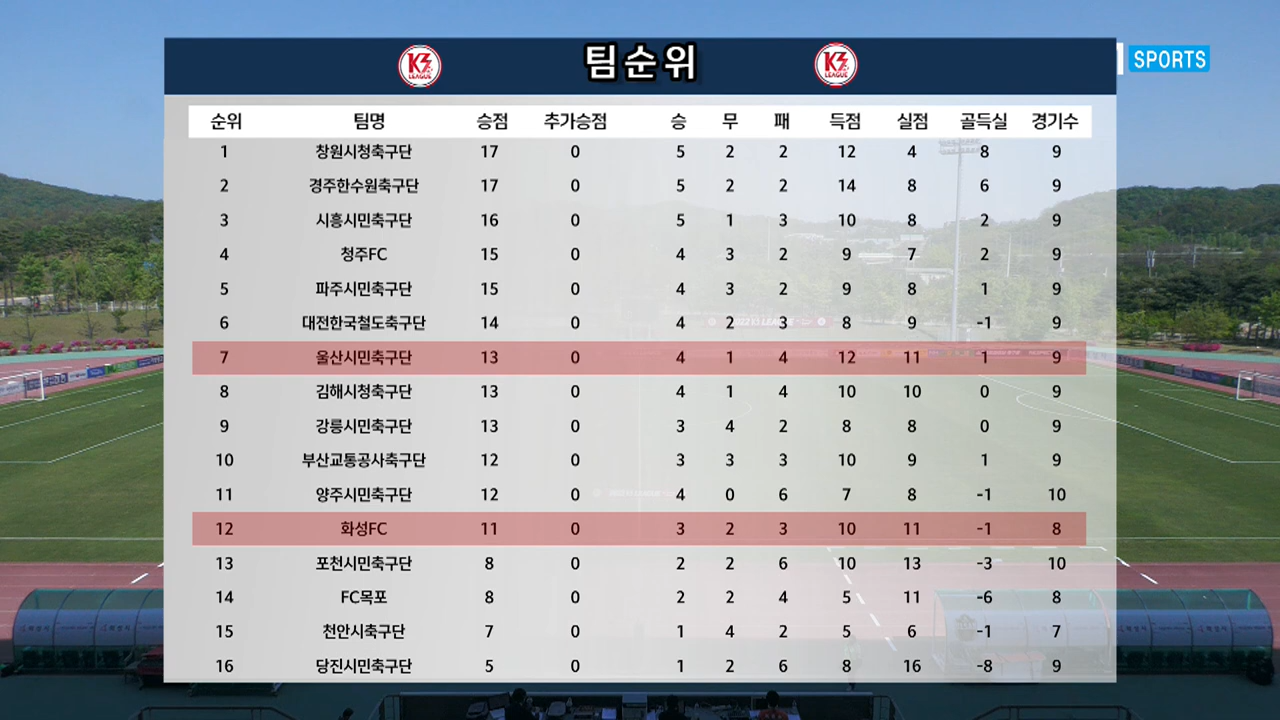 K3 LEAGUE 팀순위 K3 LEAGUE
SPORTS
순위 팀명 승점 추가승점 승 무 패 득점 실점 골득실 경기수
1 창원시청축구단 17 0 5 2 2 12 4 8 9
2 경주한수원축구단 17 0 5 2 2 14 8 6 9
3 시흥시민축구단 16 0 5 1 3 10 8 2 9
4 청주FC 15 0 4 3 2 9 7 2 9
5 파주시민축구단 15 0 4 3 2 9 8 1 9
6 대전한국철도축구단 14 0 4 2 3 8 9 -1 9
7 울산시민축구단 13 0 4 1 4 12 11 1 9
8 김해시청축구단 13 0 4 1 4 10 10 0 9
9 강릉시민축구단 13 0 3 4 2 8 8 0 9
10 부산교통공사축구단 12 0 3 3 3 10 9 1 9
11 양주시민축구단 12 0 4 0 6 7 8 -1 10
12 화성FC 11 0 3 2 3 10 11 -1 8
13 포천시민축구단 8 0 2 2 6 10 13 -3 10
14 FC목포 8 0 2 2 4 5 11 -6 8
15 천안시축구단 7 0 1 4 2 5 6 -1 7
16 당진시민축구단 5 0 1 2 6 8 16 -8 9